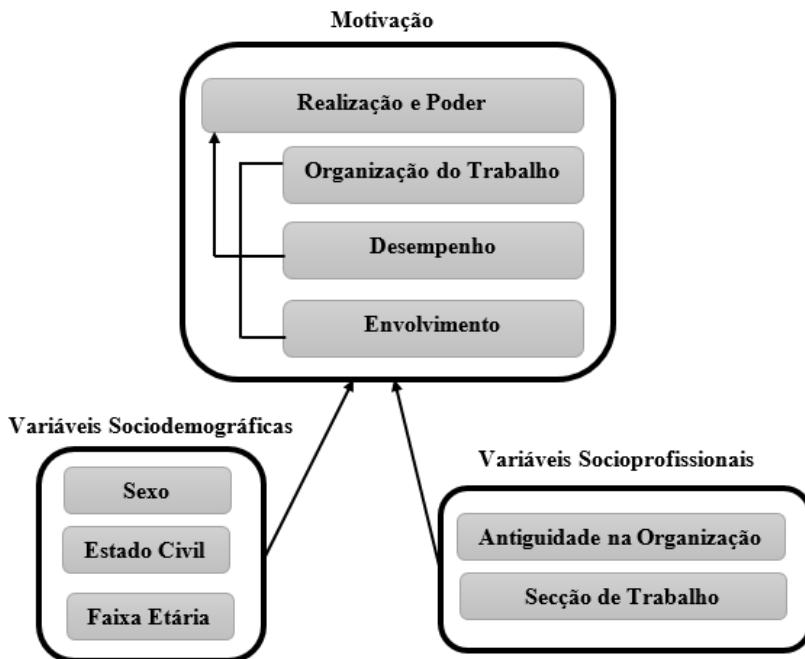 Motivação
Realização e Poder
Organização do Trabalho
Desempenho
Envolvimento
Variáveis Sociodemográficas
Sexo
Estado Civil
Faixa Etária
Variáveis Socioprofissionais
Antiguidade na Organização
Secção de Trabalho